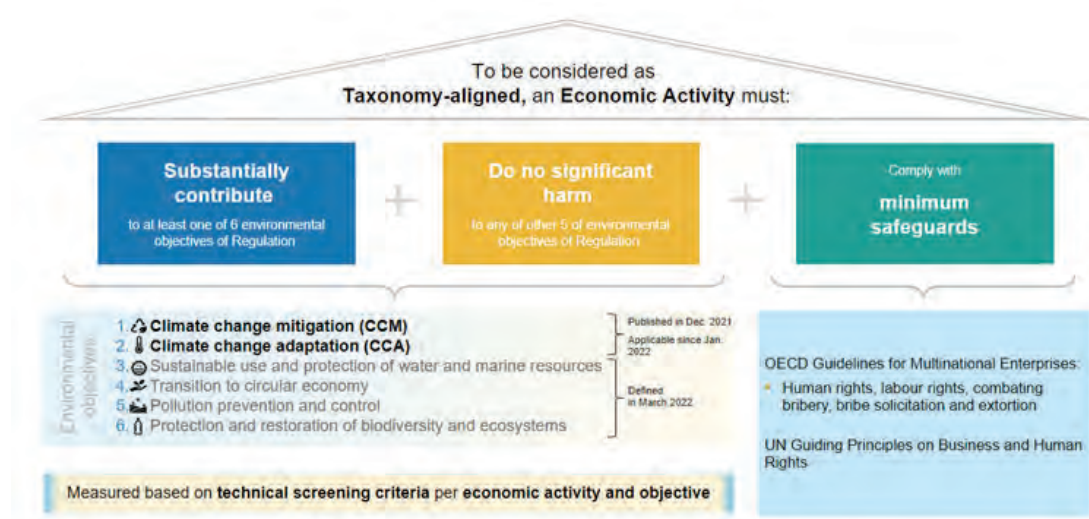 To be considered as
Taxonomy-aligned, an Economic Activity must:
Substantially
contribute
to at least one of 6 environmental
objectives of Regulation
+
Do no significant
harm
to any of other 5 of environmental
objectives of Regulation
+
Comply with
minimum
safeguards
Environmental
objectives
1. Climate change mitigation (CCM)
2. Climate change adaptation (CCA)
3. Sustainable use and protection of water and marine resources
4. Transition to circular economy
5. Pollution prevention and control
6. Protection and restoration of biodiversity and ecosystems
Published in Dec. 2021
Applicable since Jan.
2022
Defined
in March 2022
Measured based on technical screening criteria per economic activity and objective
OECD Guidelines for Multinational Enterprises:
• Human rights, labour rights, combating
bribery, bribe solicitation and extortion
UN Guiding Principles on Business and Human
Rights